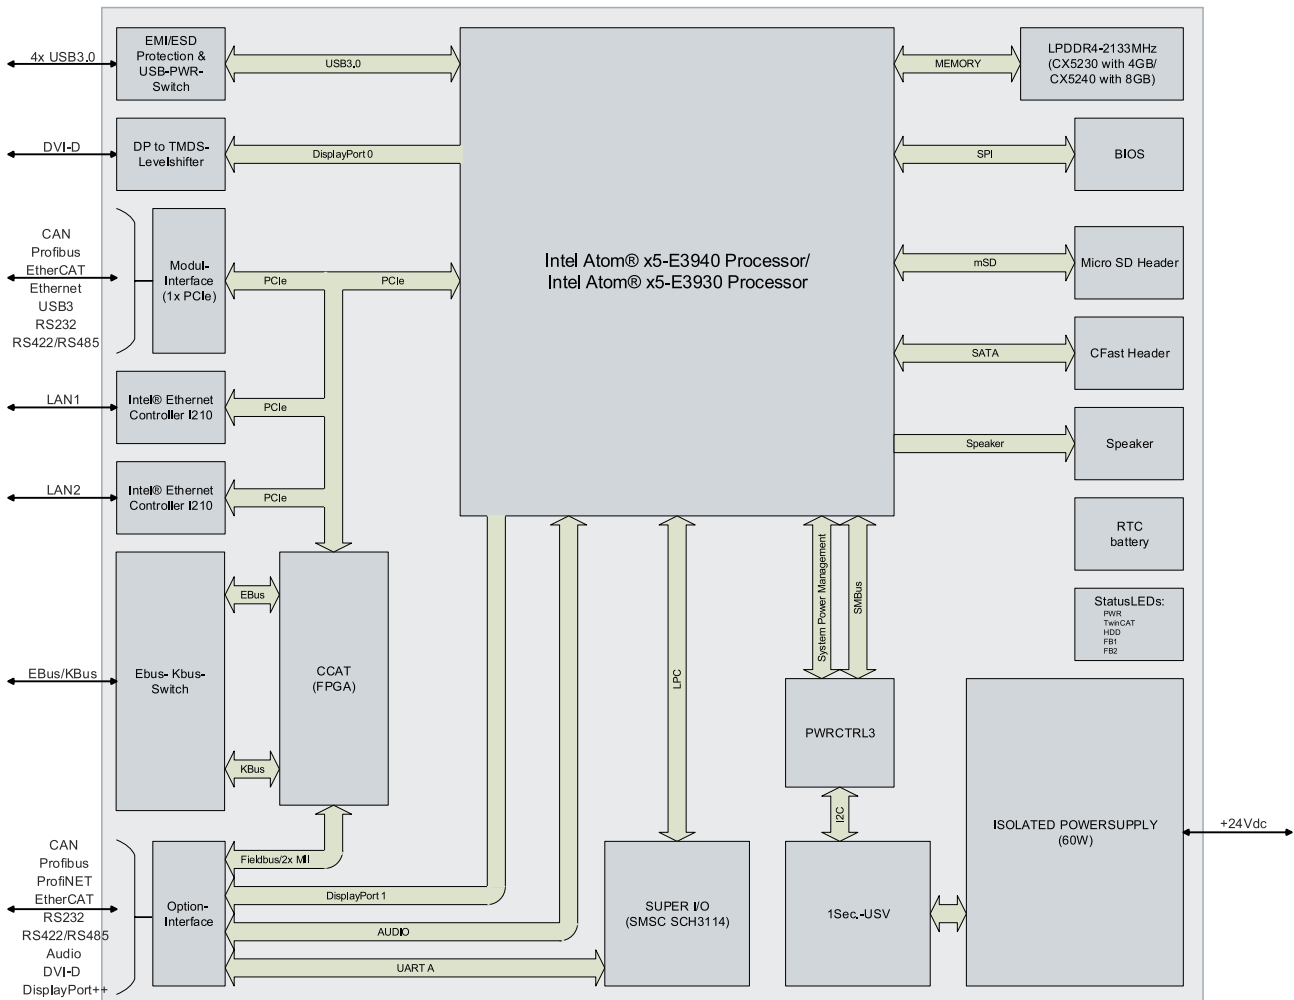 4x USB3.0
EMI/ESD
Protection &
USB-PWR-
Switch
USB3.0
MEMORY
LPDDR4-2133MHz
(CX5230 with 4GB/
CX5240 with 8GB)
DVI-D
DP to TMDS-
Levelshifter
DisplayPort 0
SPI
BIOS
CAN
Profibus
EtherCAT
Ethernet
USB3
RS232
RS422/RS485
Modul-
Interface
(1x PCIe)
PCIe
PCIe
Intel Atom® x5-E3940 Processor/
Intel Atom® x5-E3930 Processor
mSD
Micro SD Header
SATA
CFast Header
LAN1
Intel® Ethernet
Controller I210
PCIe
Speaker
Speaker
LAN2
Intel® Ethernet
Controller I210
PCIe
RTC
battery
StatusLEDs:
PWR
TwinCAT
HDD
FB1
FB2
EBus/KBus
Ebus- Kbus-
Switch
EBus
KBus
CCAT
(FPGA)
LPC
System Power Management
SMBus
PWRCTRL3
I2C
ISOLATED POWERSUPPLY
(60W)
+24Vdc
CAN
Profibus
ProfiNET
EtherCAT
RS232
RS422/RS485
Audio
DVI-D
DisplayPort++
Option-
Interface
Fieldbus/2x MII
DisplayPort 1
AUDIO
UART A
SUPER I/O
(SMSC SCH3114)
1Sec.-USV